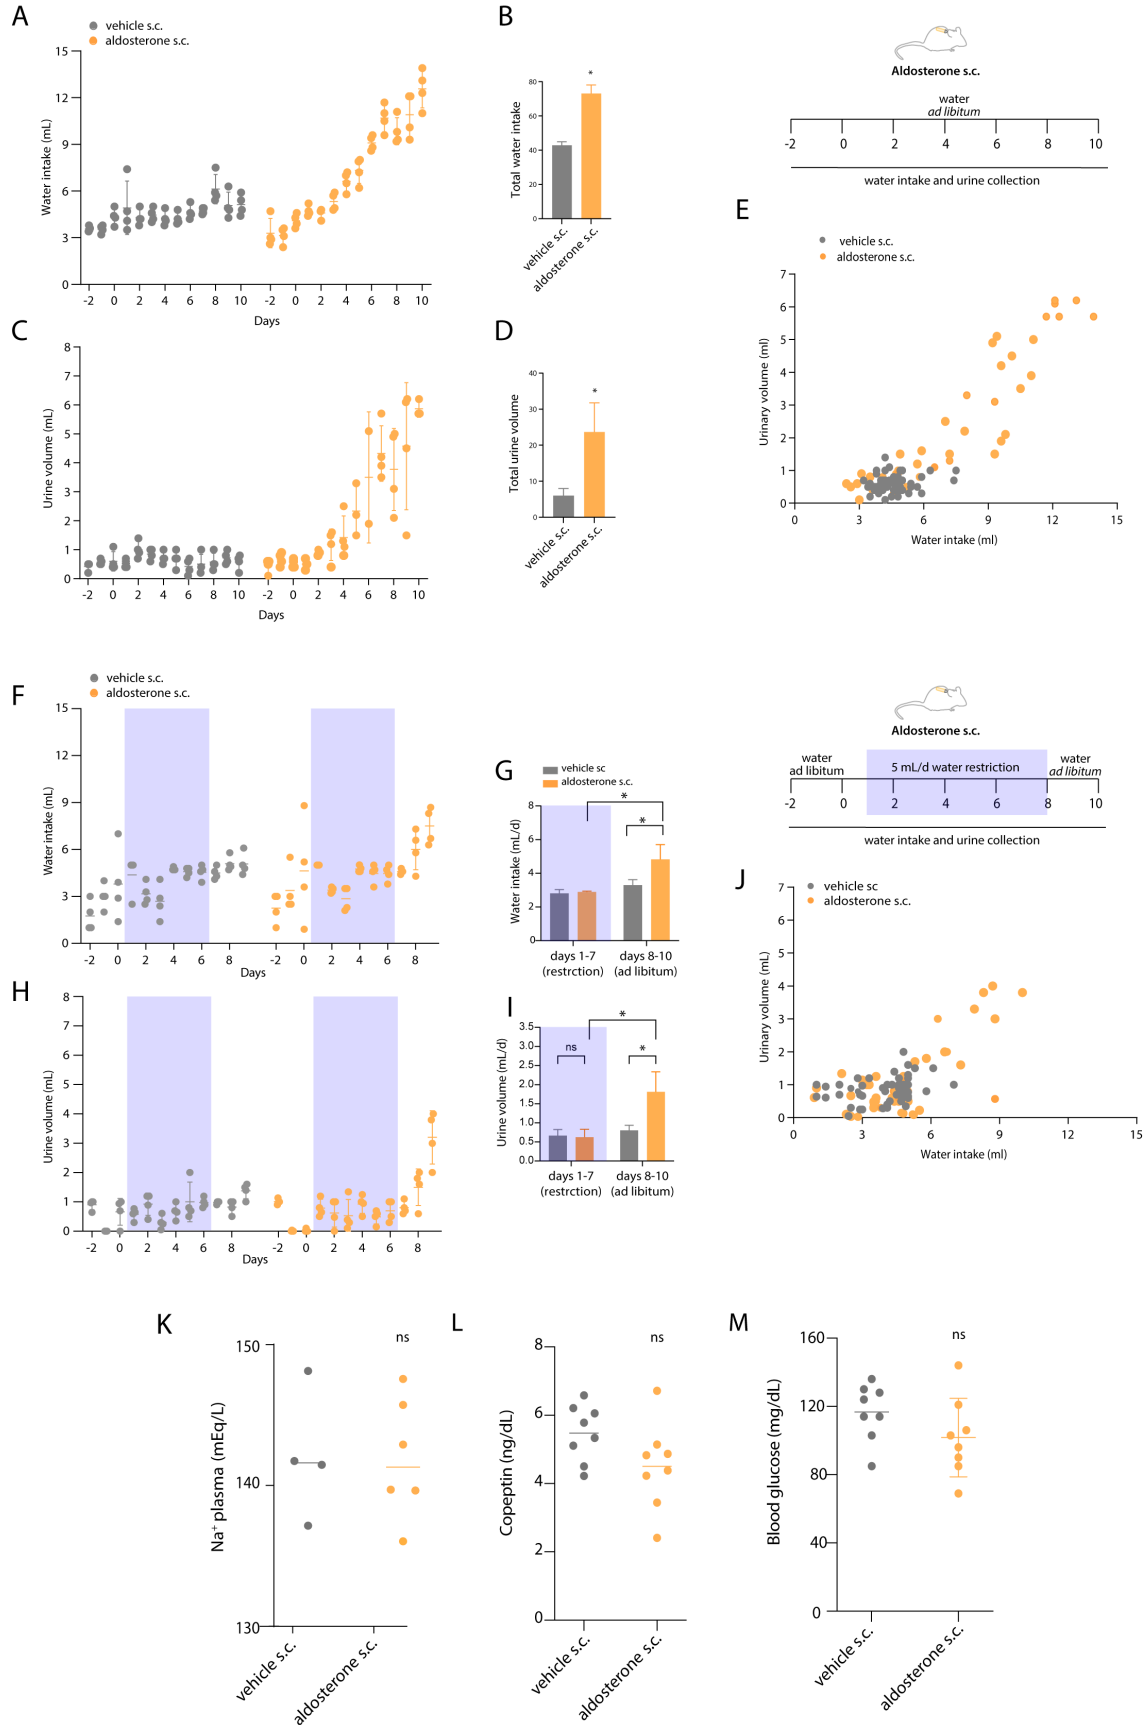 A
vehicle s.c.
aldosterone s.c.
Water intake (mL)
15
12
9
6
3
0
-2 0 2 4 6 8 10 -2 0 2 4 6 8 10
Days
B
Total water intake
80
60
40
20
0
*
vehicle s.c.
aldosterone s.c.
Aldosterone s.c.
water
ad libitum
-2 0 2 4 6 8 10
water intake and urine collection
C
Urine volume (mL)
8
7
6
5
4
3
2
1
0
-2 0 2 4 6 8 10 -2 0 2 4 6 8 10
Days
D
Total urine volume
40
30
20
10
0
*
vehicle s.c.
aldosterone s.c.
E
vehicle s.c.
aldosterone s.c.
Urinary volume (ml)
7
6
5
4
3
2
1
0
0 3 6 9 12 15
Water intake (ml)
F
vehicle s.c.
aldosterone s.c.
Water intake (mL)
15
12
9
6
3
0
-2 0 2 4 6 8 -2 0 2 4 6 8
Days
G
vehicle sc
aldosterone s.c.
Water intake (mL/d)
8
6
4
2
0
*
*
days 1-7
(restrction)
days 8-10
(ad libitum)
Aldosterone s.c.
water
ad libitum
5 mL/d water restriction
water
ad libitum
-2 0 2 4 6 8 10
water intake and urine collection
H
Urine volume (mL)
8
7
6
5
4
3
2
1
0
-2 0 2 4 6 8 -2 0 2 4 6 8
Days
I
Urine volume (mL/d)
3.5
3.0
2.5
2.0
1.5
1.0
0.5
0.0
ns
*
*
days 1-7
(restrction)
days 8-10
(ad libitum)
J
vehicle sc
aldosterone s.c.
Urinary volume (mL)
7
6
5
4
3
2
1
0
0 3 6 9 12 15
Water intake (ml)
K
Na+ plasma (mEq/L)
150
140
130
ns
vehicle s.c.
aldosterone s.c.
L
Copeptin (ng/dL)
8
6
4
2
0
ns
vehicle s.c.
aldosterone s.c.
M
Blood glucose (mg/dL)
160
120
80
40
0
ns
vehicle s.c.
aldosterone s.c.